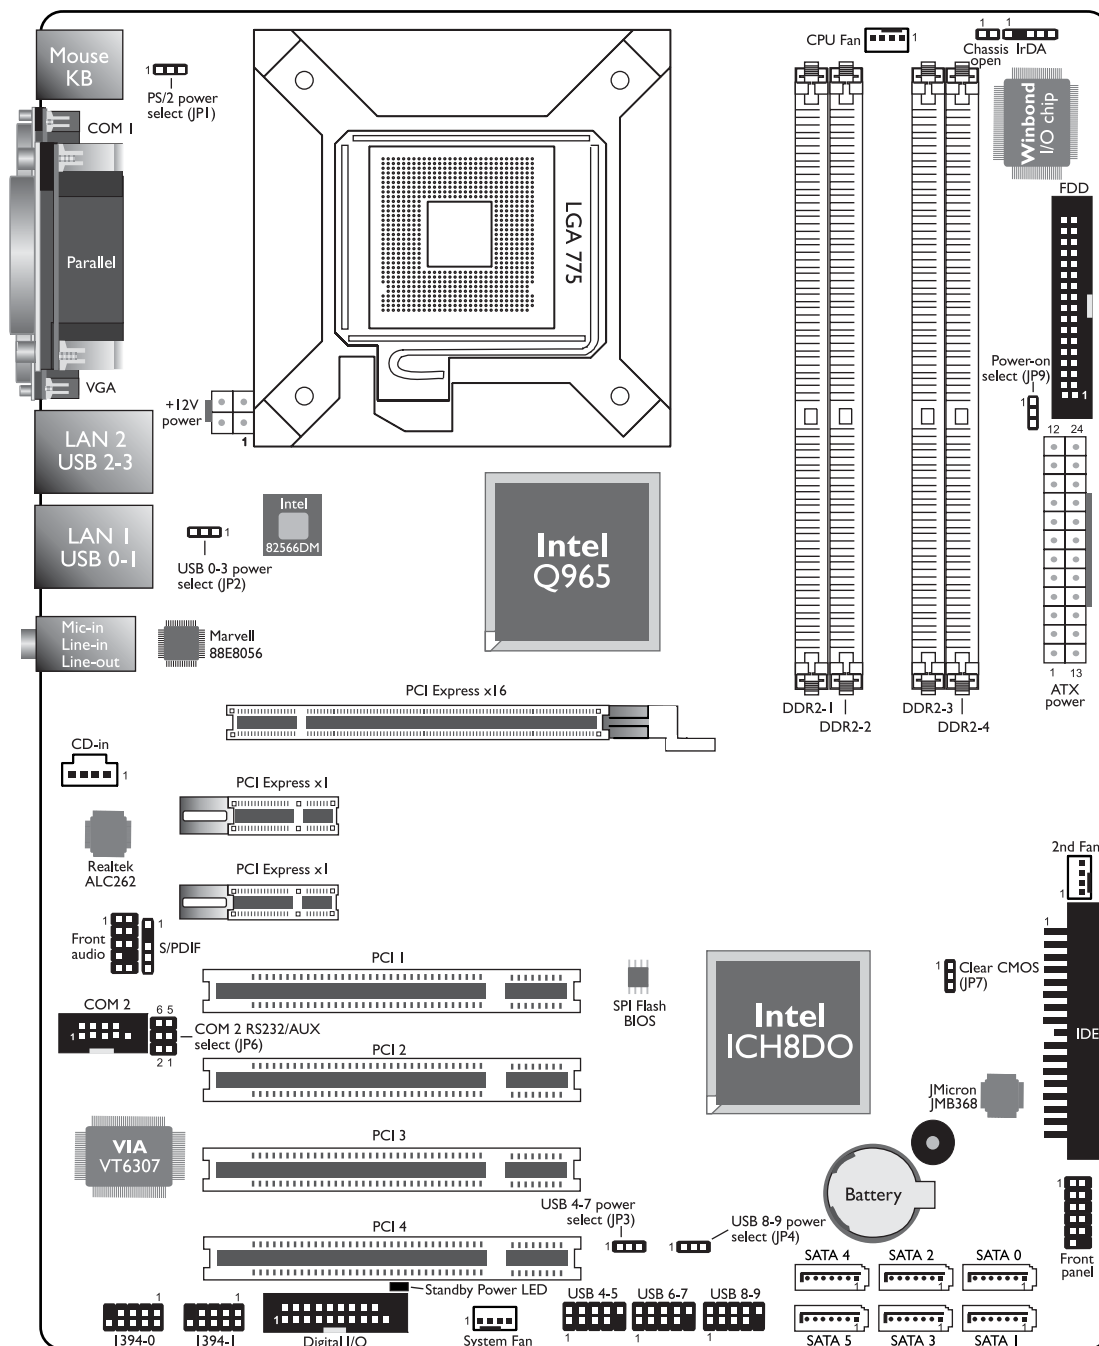 CPU Fan
1
1
1
Chassis
open
IrDA
Mouse
KB
1
PS/2 power
select (JP1)
COM 1
Winbond
I/O chip
FDD
LGA 775
Parallel
VGA
+12V
power
1
Power-on
select (JP9)
1
1
12 24
LAN 2
USB 2-3
LAN 1
USB 0-1
1
USB 0-3 power
select (JP2)
Intel
82566DM
Intel
Q965
Mic-in
Line-in
Line-out
Marvell
88E8056
1 13
ATX
power
PCI Express x16
DDR2-1
DDR2-2
DDR2-3
DDR2-4
CD-in
1
PCI Express x1
Realtek
ALC262
PCI Express x1
2nd Fan
1
1
Front
audio
1
S/PDIF
1
PCI 1
SPI Flash
BIOS
Intel
ICH8DO
1
Clear CMOS
(JP7)
IDE
COM 2
1
6 5
2 1
COM 2 RS232/AUX
select (JP6)
PCI 2
JMicron
JMB368
VIA
VT6307
PCI 3
Battery
USB 4-7 power
select (JP3)
1
USB 8-9 power
select (JP4)
1
1
Front
panel
PCI 4
Standby Power LED
SATA 4
1
SATA 2
1
SATA 0
1
1
1394-0
1
1394-1
1
Digital I/O
1
System Fan
USB 4-5
1
USB 6-7
1
USB 8-9
1
1
SATA 5
1
SATA 3
1
SATA 1